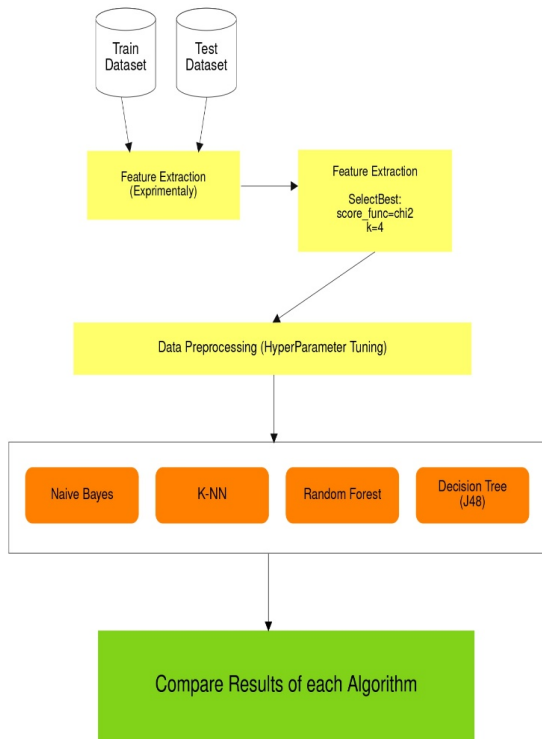 Train
Dataset
Test
Dataset
Feature Extraction
(Exprimentaly)
Feature Extraction
SelectBest:
score_func=chi2
k=4
Data Preprocessing (HyperParameter Tuning)
Naive Bayes
K-NN
Random Forest
Decision Tree
(J48)
Compare Results of each Algorithm